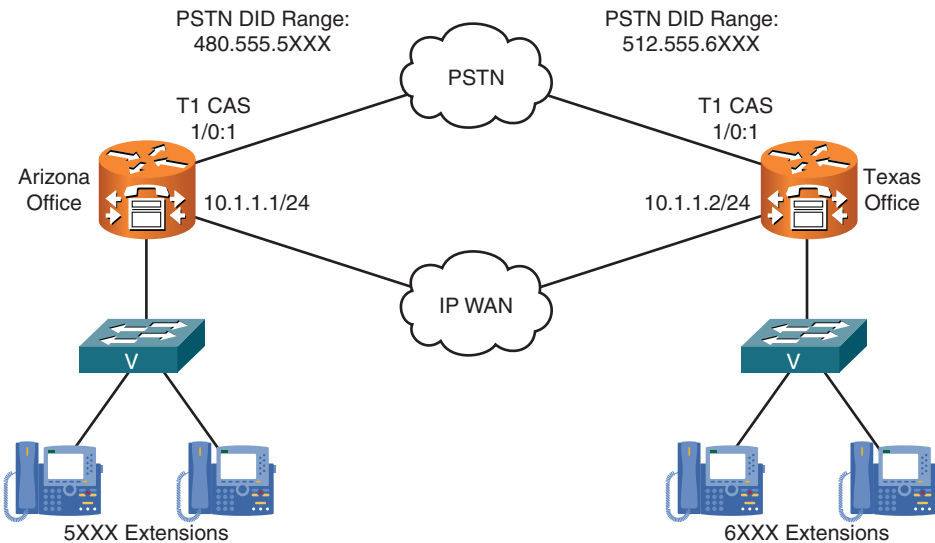 PSTN DID Range:
480.555.5XXX
PSTN DID Range:
512.555.6XXX
PSTN
T1 CAS
1/0:1
T1 CAS
1/0:1
Arizona
Office
10.1.1.1/24
10.1.1.2/24
Texas
Office
IP WAN
V
V
5XXX Extensions
6XXX Extensions